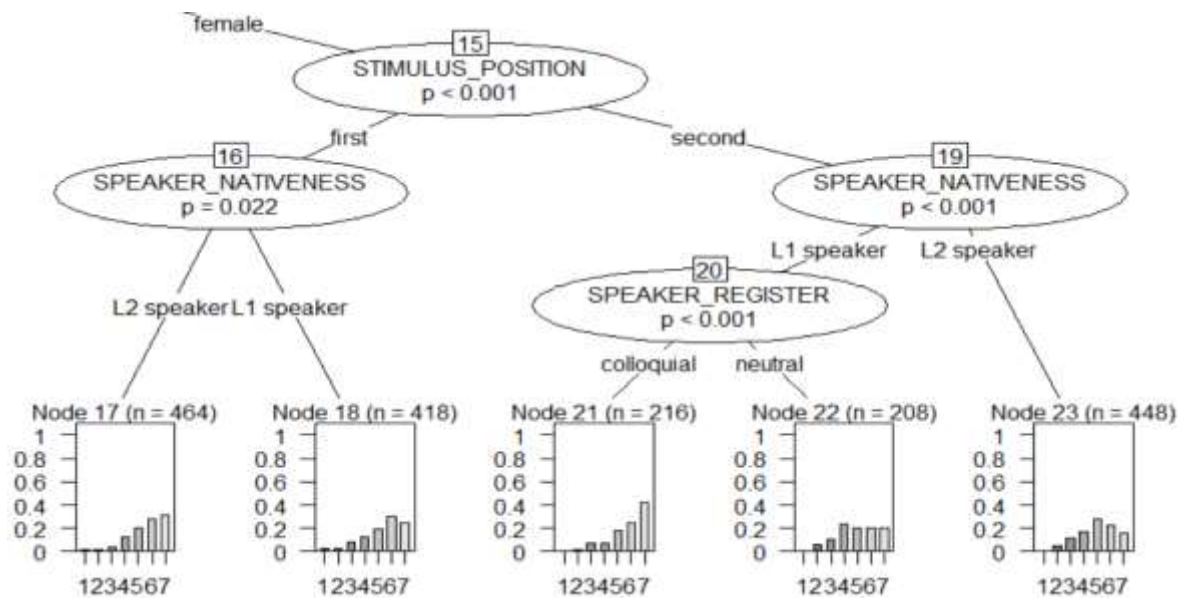 female
15
STIMULUS_POSITION
p < 0.001
first
second
16
SPEAKER_NATIVENESS
p = 0.022
19
SPEAKER_NATIVENESS
p < 0.001
L1 speaker
L2 speaker
20
SPEAKER_REGISTER
p < 0.001
L2 speaker L1 speaker
colloquial
neutral
Node 17 (n = 464)
Node 18 (n = 418)
Node 21 (n = 216)
Node 22 (n = 208)
Node 23 (n = 448)
1
0.8
0.6
0.4
0.2
0
1234567
1
0.8
0.6
0.4
0.2
0
1234567
1
0.8
0.6
0.4
0.2
0
1234567
1
0.8
0.6
0.4
0.2
0
1234567
1
0.8
0.6
0.4
0.2
0
1234567